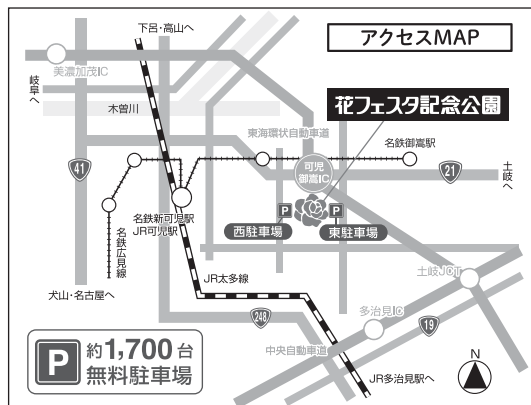 アクセスMAP
下呂・高山へ
美濃加茂IC
岐阜へ
木曽川
花フェスタ記念公園
東海環状自動車道
名鉄御嵩駅
41
可児
御嵩IC
21
土岐へ
P
P
名鉄新可児駅
JR可児駅
西駐車場
東駐車場
名鉄広見線
土岐JCT
JR太多線
犬山・名古屋へ
248
多治見IC
19
P
約1,700台
無料駐車場
中央自動車道
JR多治見駅へ
N